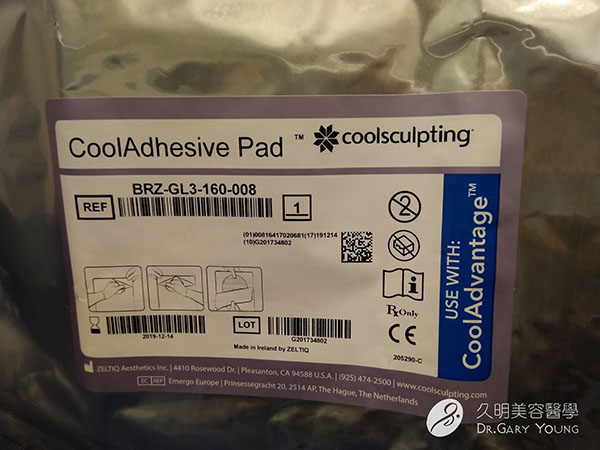 CoolAdhesive Pad ™ coolsculpting®
BRZ-GL3-160-008
REF
1
(01)00816417020681(17)191214
(10)G201734802
2
i
Rx Only
CE
2019-12-14
LOT
G201734802
205290-C
Made in Ireland by ZELTIQ
USE WITH:
CoolAdvantage™
ZELTIQ Aesthetics Inc. | 4410 Rosewood Dr. | Pleasanton, CA 94588 U.S.A. | (925) 474-2500 | www.coolsculpting.com
EC REP Emergo Europe | Prinsessegracht 20, 2514 AP, The Hague, The Netherlands
久明美容醫學
DR.GARY YOUNG